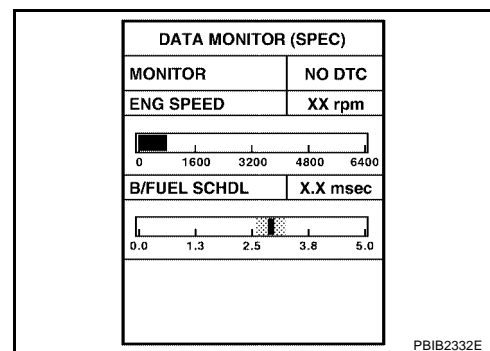 DATA MONITOR (SPEC)
MONITOR NO DTC
ENG SPEED XX rpm
0 1600 3200 4800 6400
B/FUEL SCHDL X.X msec
0.0 1.3 2.5 3.8 5.0
PBIB2332E